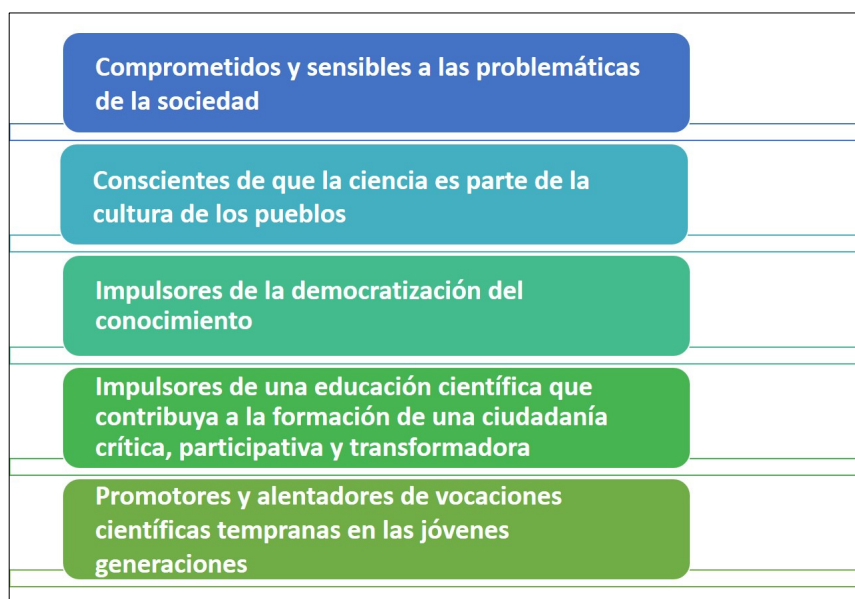 Comprometidos y sensibles a las problemáticas
de la sociedad
Conscientes de que la ciencia es parte de la
cultura de los pueblos
Impulsores de la democratización del
conocimiento
Impulsores de una educación científica que
contribuya a la formación de una ciudadanía
crítica, participativa y transformadora
Promotores y alentadores de vocaciones
científicas tempranas en las jóvenes
generaciones